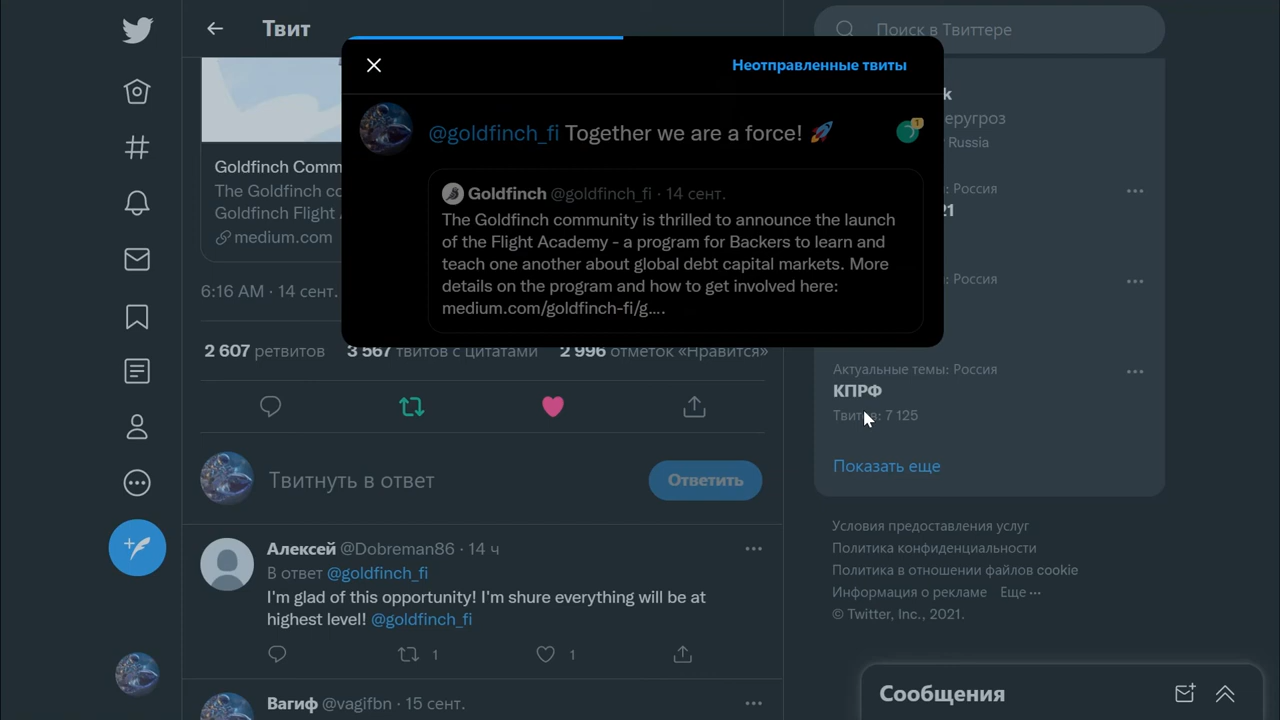 Твит
Поиск в Твиттере
Неотправленные твиты
@goldfinch_fi Together we are a force! 🚀
1
Goldfinch @goldfinch_fi · 14 сент.
The Goldfinch community is thrilled to announce the launch
of the Flight Academy - a program for Backers to learn and
teach one another about global debt capital markets. More
details on the program and how to get involved here:
medium.com/goldfinch-fi/g….
Goldfinch Comm
The Goldfinch co
Goldfinch Flight A
medium.com
6:16 AM · 14 сент.
2 607 ретвитов 3 567 твитов с цитатами 2 996 отметок «Нравится»
Твитнуть в ответ
Ответить
Алексей @Dobreman86 · 14 ч
В ответ @goldfinch_fi
I'm glad of this opportunity! I'm shure everything will be at
highest level! @goldfinch_fi
1 1
Вагиф @vagifbn · 15 сент.
k
еругроз
Russia
: Россия
21
: Россия
Актуальные темы: Россия
КПРФ
Твитов: 7 125
Показать еще
Условия предоставления услуг
Политика конфиденциальности
Политика в отношении файлов cookie
Информация о рекламе Еще ···
© Twitter, Inc., 2021.
Сообщения